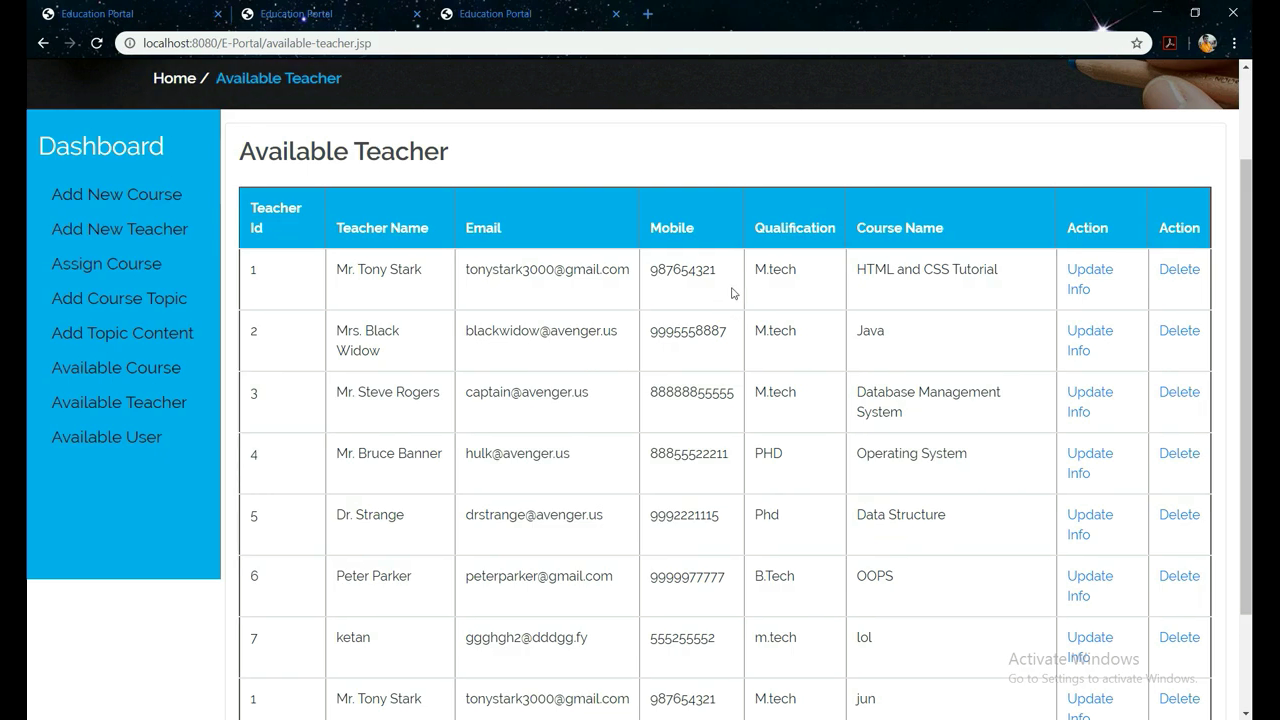 Education Portal Education Portal Education Portal
localhost:8080/E-Portal/available-teacher.jsp
Home / Available Teacher
Dashboard
Add New Course
Add New Teacher
Assign Course
Add Course Topic
Add Topic Content
Available Course
Available Teacher
Available User
Available Teacher
Teacher
Id Teacher Name Email Mobile Qualification Course Name Action Action
1 Mr. Tony Stark tonystark3000@gmail.com 987654321 M.tech HTML and CSS Tutorial Update Delete
Info
2 Mrs. Black blackwidow@avenger.us 9995558887 M.tech Java Update Delete
Widow Info
3 Mr. Steve Rogers captain@avenger.us 88888855555 M.tech Database Management Update Delete
System Info
4 Mr. Bruce Banner hulk@avenger.us 88855522211 PHD Operating System Update Delete
Info
5 Dr. Strange drstrange@avenger.us 9992221115 Phd Data Structure Update Delete
Info
6 Peter Parker peterparker@gmail.com 9999977777 B.Tech OOPS Update Delete
Info
7 ketan ggghgh2@dddgg.fy 555255552 m.tech lol Update Delete
Info
Activate Windows
Go to Settings to activate Windows.
1 Mr. Tony Stark tonystark3000@gmail.com 987654321 M.tech jun Update Delete
Info